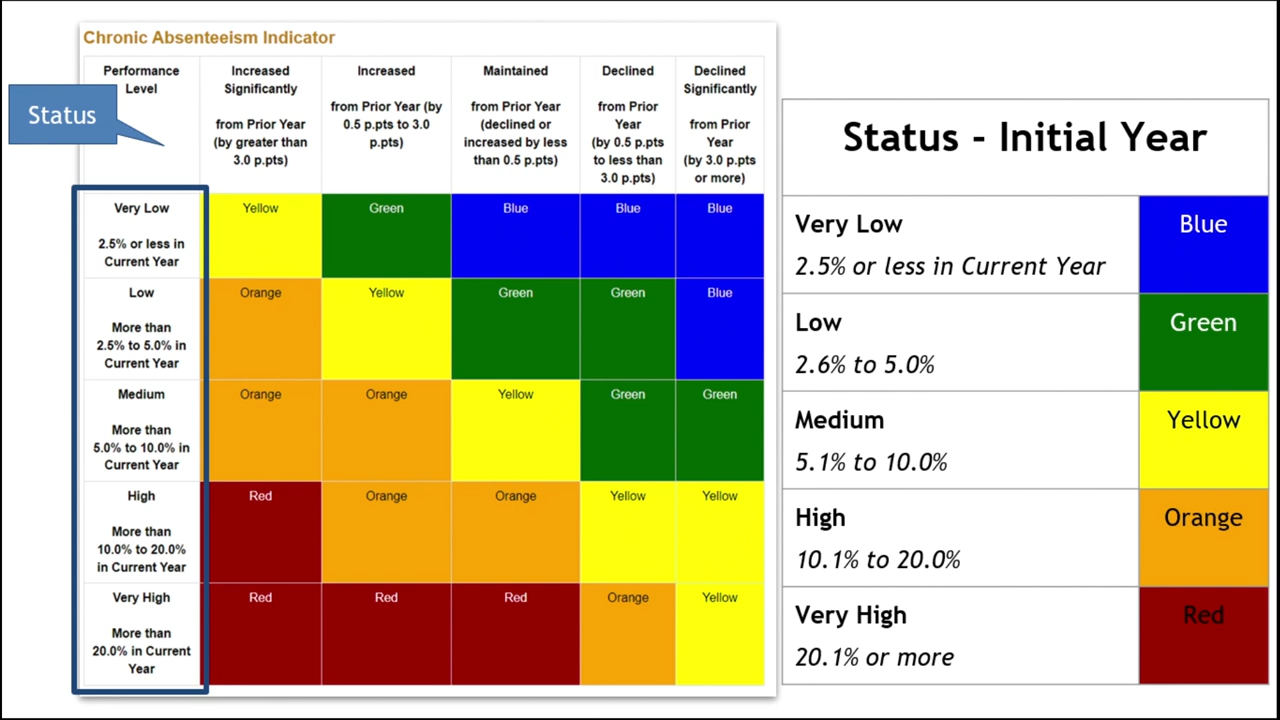 Chronic Absenteeism Indicator
Status
Performance
Level
Increased
Significantly
from Prior Year
(by greater than
3.0 p.pts)
Increased
from Prior Year (by
0.5 p.pts to 3.0
p.pts)
Maintained
from Prior Year
(declined or
increased by less
than 0.5 p.pts)
Declined
from Prior
Year
(by 0.5 p.pts
to less than
3.0 p.pts)
Declined
Significantly
from Prior
Year
(by 3.0 p.pts
or more)
Very Low
2.5% or less in
Current Year
Yellow
Green
Blue
Blue
Blue
Low
More than
2.5% to 5.0% in
Current Year
Orange
Yellow
Green
Green
Blue
Medium
More than
5.0% to 10.0% in
Current Year
Orange
Orange
Yellow
Green
Green
High
More than
10.0% to 20.0%
in Current Year
Red
Orange
Orange
Yellow
Yellow
Very High
More than
20.0% in Current
Year
Red
Red
Red
Orange
Yellow
Status - Initial Year
Very Low
2.5% or less in Current Year
Blue
Low
2.6% to 5.0%
Green
Medium
5.1% to 10.0%
Yellow
High
10.1% to 20.0%
Orange
Very High
20.1% or more
Red